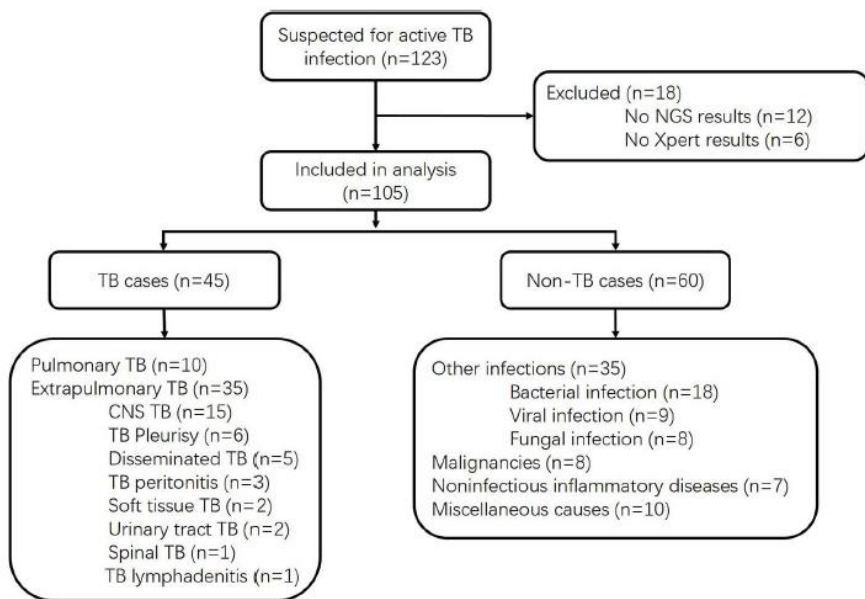 Suspected for active TB
infection (n=123)
Excluded (n=18)
No NGS results (n=12)
No Xpert results (n=6)
Included in analysis
(n=105)
TB cases (n=45)
Non-TB cases (n=60)
Pulmonary TB (n=10)
Extrapulmonary TB (n=35)
CNS TB (n=15)
TB Pleurisy (n=6)
Disseminated TB (n=5)
TB peritonitis (n=3)
Soft tissue TB (n=2)
Urinary tract TB (n=2)
Spinal TB (n=1)
TB lymphadenitis (n=1)
Other infections (n=35)
Bacterial infection (n=18)
Viral infection (n=9)
Fungal infection (n=8)
Malignancies (n=8)
Noninfectious inflammatory diseases (n=7)
Miscellaneous causes (n=10)